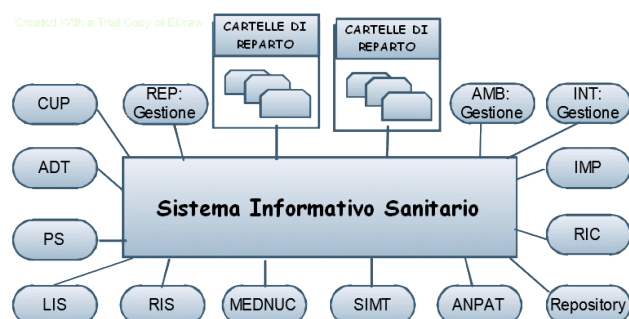 Created With a Trial Copy of EDraw
CARTELLE DI
REPARTO
CARTELLE DI
REPARTO
CUP
REP:
Gestione
AMB:
Gestione
INT:
Gestione
ADT
IMP
Sistema Informativo Sanitario
PS
RIC
LIS
RIS
MEDNUC
SIMT
ANPAT
Repository